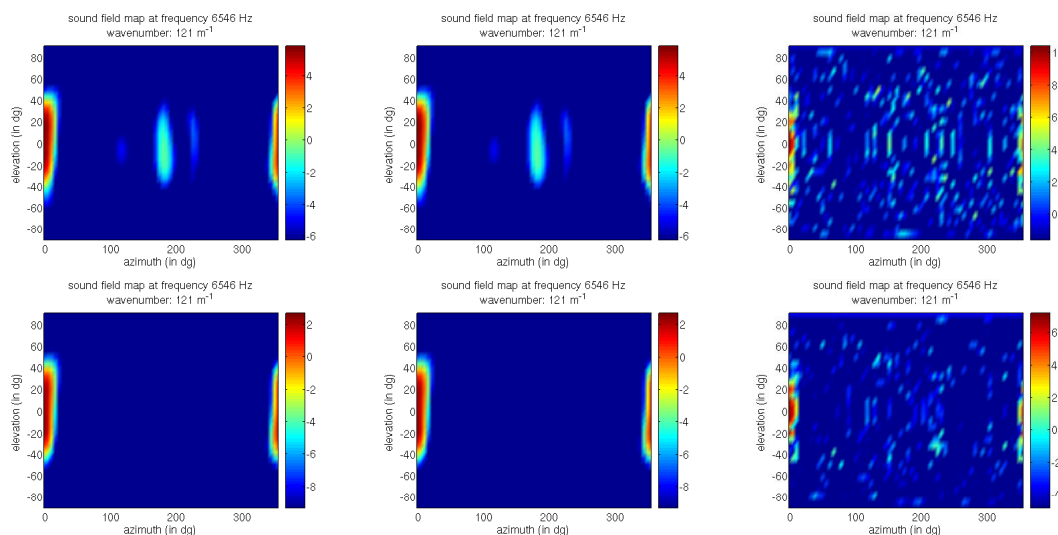 sound field map at frequency 6546 Hz
wavenumber: 121 m⁻¹
elevation (in dg)
80
60
40
20
0
-20
-40
-60
-80
0 100 200 300
azimuth (in dg)
4
2
0
-2
-4
-6
sound field map at frequency 6546 Hz
wavenumber: 121 m⁻¹
elevation (in dg)
80
60
40
20
0
-20
-40
-60
-80
0 100 200 300
azimuth (in dg)
4
2
0
-2
-4
-6
sound field map at frequency 6546 Hz
wavenumber: 121 m⁻¹
elevation (in dg)
80
60
40
20
0
-20
-40
-60
-80
0 100 200 300
azimuth (in dg)
8
6
4
2
0
sound field map at frequency 6546 Hz
wavenumber: 121 m⁻¹
elevation (in dg)
80
60
40
20
0
-20
-40
-60
-80
0 100 200 300
azimuth (in dg)
2
0
-2
-4
-6
-8
sound field map at frequency 6546 Hz
wavenumber: 121 m⁻¹
elevation (in dg)
80
60
40
20
0
-20
-40
-60
-80
0 100 200 300
azimuth (in dg)
2
0
-2
-4
-6
-8
sound field map at frequency 6546 Hz
wavenumber: 121 m⁻¹
elevation (in dg)
80
60
40
20
0
-20
-40
-60
-80
0 100 200 300
azimuth (in dg)
6
4
2
0
-2